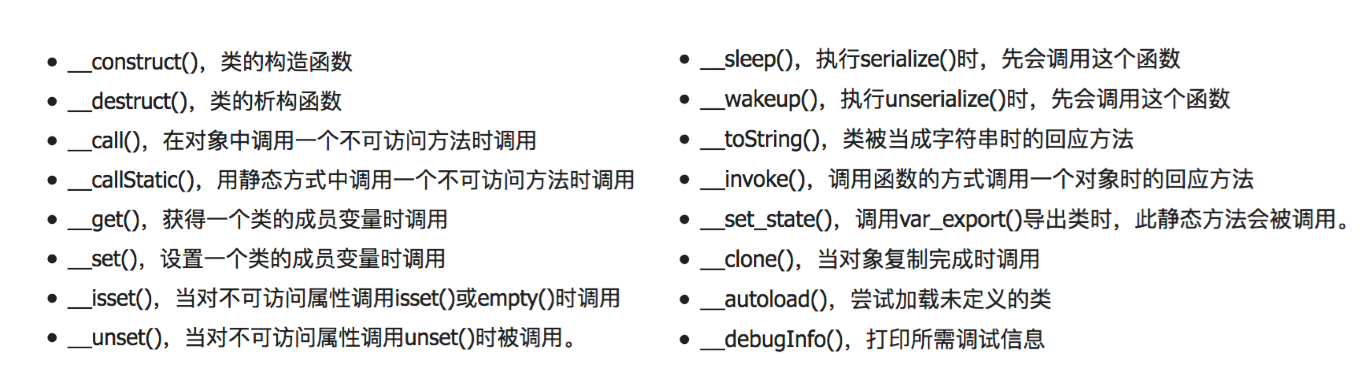 • __construct()，类的构造函数
• __destruct()，类的析构函数
• __call()，在对象中调用一个不可访问方法时调用
• __callStatic()，用静态方式中调用一个不可访问方法时调用
• __get()，获得一个类的成员变量时调用
• __set()，设置一个类的成员变量时调用
• __isset()，当对不可访问属性调用isset()或empty()时调用
• __unset()，当对不可访问属性调用unset()时被调用。
• __sleep()，执行serialize()时，先会调用这个函数
• __wakeup()，执行unserialize()时，先会调用这个函数
• __toString()，类被当成字符串时的回应方法
• __invoke()，调用函数的方式调用一个对象时的回应方法
• __set_state()，调用var_export()导出类时，此静态方法会被调用。
• __clone()，当对象复制完成时调用
• __autoload()，尝试加载未定义的类
• __debugInfo()，打印所需调试信息